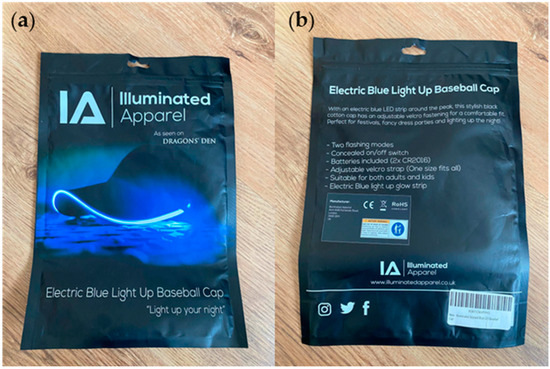 (a)
IA
Illuminated
Apparel
As seen on
DRAGONS' DEN
Electric Blue Light Up Baseball Cap
"Light up your night"
(b)
Electric Blue Light Up Baseball Cap
With an electric blue LED strip around the peak, this stylish black
cotton cap has an adjustable velcro fastening for a comfortable fit.
Perfect for Festivals, fancy dress parties and lighting up the night!
- Two flashing modes
- Concealed on/off switch
- Batteries included (2x CR2016)
- Adjustable velcro strap (One size fits all)
- Suitable for both adults and kids
- Electric Blue light up glow strip
Manufacturer:
CE
RoHS
IA
Illuminated
Apparel
www.illuminatedapparel.co.uk